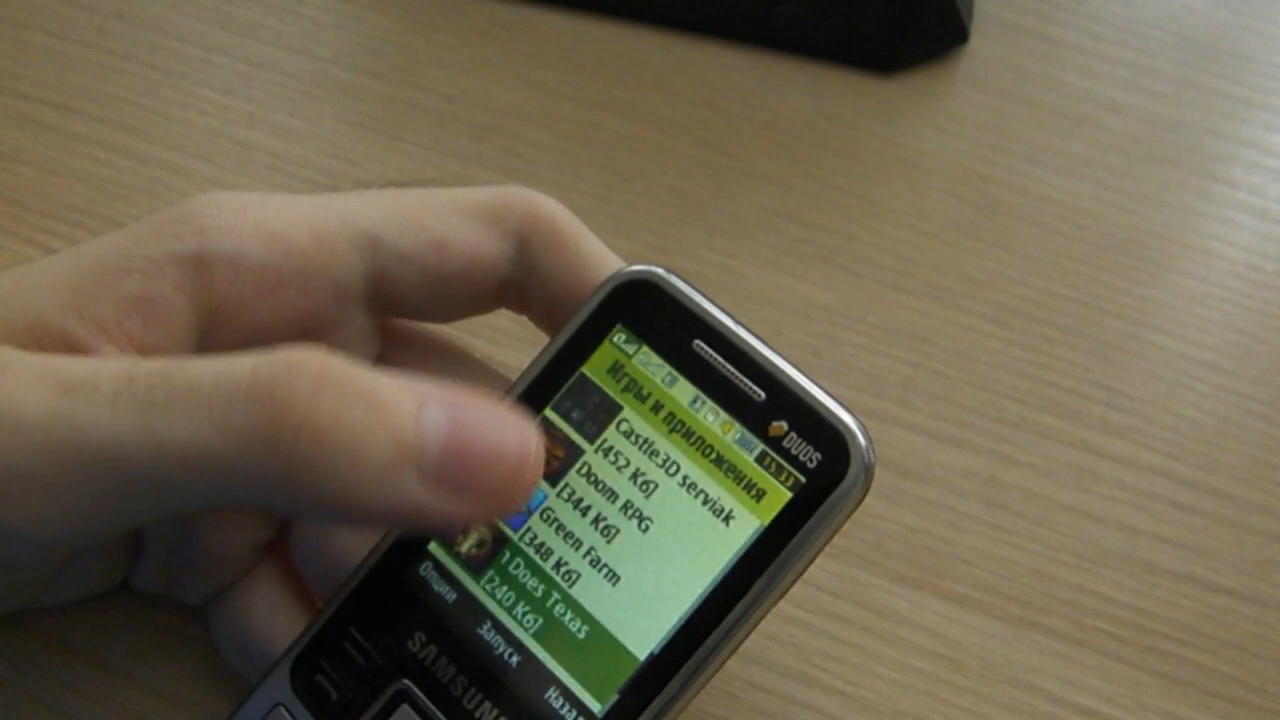 DUOS
15:33
Игры и приложения
Castle3D serviak
[452 Кб]
Doom RPG
[344 Кб]
Green Farm
[348 Кб]
Does Texas
[240 Кб]
Опции
Запуск
Назад
SAMSUNG